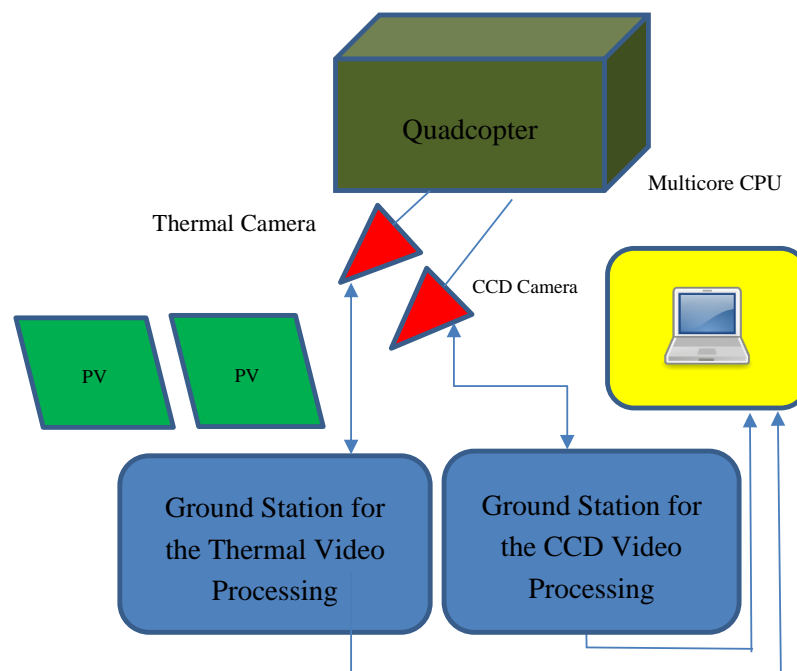 Quadcopter
Multicore CPU
Thermal Camera
CCD Camera
PV
PV
Ground Station for
the Thermal Video
Processing
Ground Station for
the CCD Video
Processing